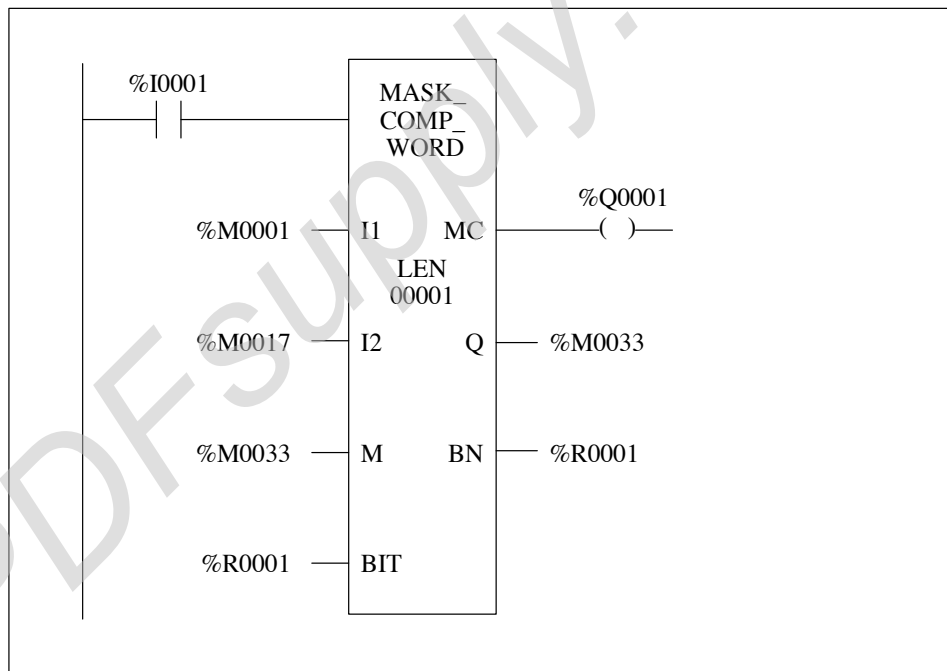 %I0001
MASK_
COMP_
WORD
%Q0001
%M0001 I1 MC ( )
LEN
00001
%M0017 I2 Q %M0033
%M0033 M BN %R0001
%R0001 BIT
PDFsupply.